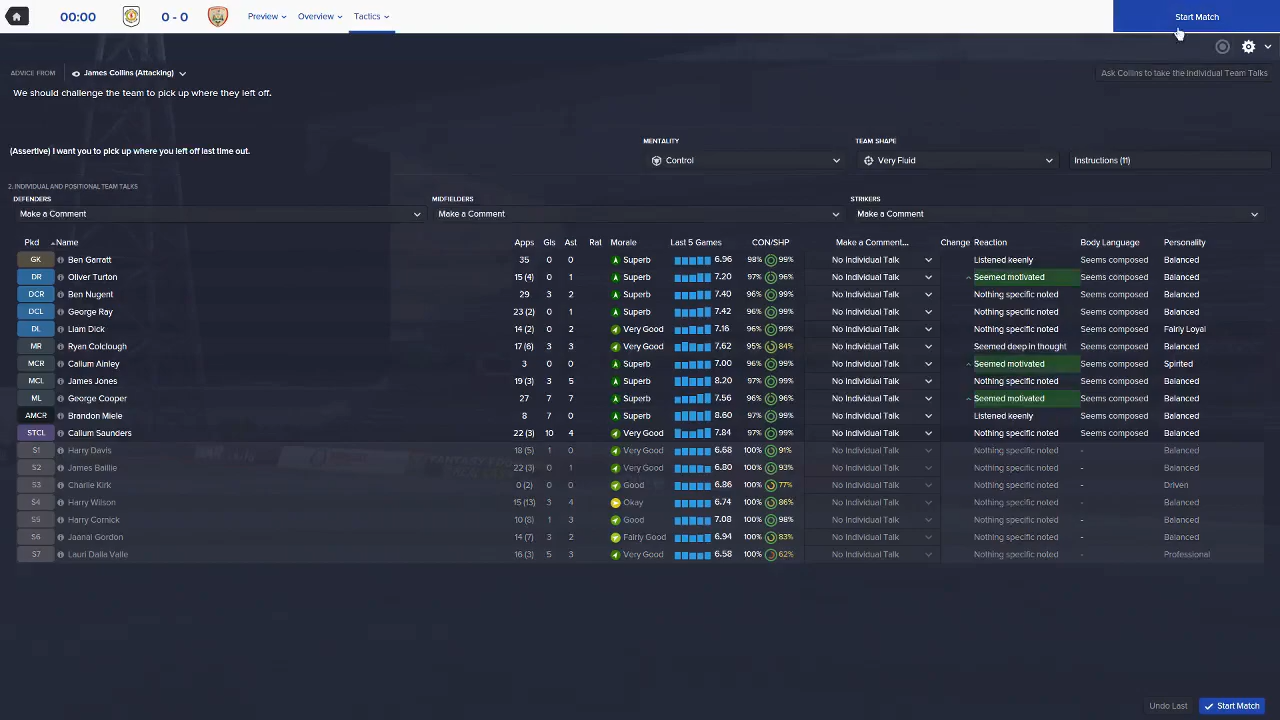 00:00 0 - 0 Preview Overview Tactics Start Match
ADVICE FROM James Collins (Attacking) Ask Collins to take the Individual Team Talks
We should challenge the team to pick up where they left off.
MENTALITY TEAM SHAPE
(Assertive) I want you to pick up where you left off last time out.
Control Very Fluid Instructions (11)
2. INDIVIDUAL AND POSITIONAL TEAM TALKS
DEFENDERS MIDFIELDERS STRIKERS
Make a Comment Make a Comment Make a Comment
Pkd Name Apps Gls Ast Rat Morale Last 5 Games CON/SHP Make a Comment... Change Reaction Body Language Personality
GK Ben Garratt 35 0 0 Superb 6.96 98% 99% No Individual Talk Listened keenly Seems composed Balanced
DR Oliver Turton 15 (4) 0 1 Superb 7.20 97% 96% No Individual Talk Seemed motivated Seems composed Balanced
DCR Ben Nugent 29 3 2 Superb 7.40 96% 99% No Individual Talk Nothing specific noted Seems composed Balanced
DCL George Ray 23 (2) 0 1 Superb 7.42 96% 99% No Individual Talk Nothing specific noted Seems composed Balanced
DL Liam Dick 14 (2) 0 2 Very Good 7.16 96% 99% No Individual Talk Nothing specific noted Seems composed Fairly Loyal
MR Ryan Colclough 17 (6) 3 3 Very Good 7.62 95% 84% No Individual Talk Seemed deep in thought Seems composed Balanced
MCR Callum Ainley 3 0 0 Superb 7.00 96% 99% No Individual Talk Seemed motivated Seems composed Spirited
MCL James Jones 19 (3) 3 5 Superb 8.20 97% 99% No Individual Talk Nothing specific noted Seems composed Balanced
ML George Cooper 27 7 7 Superb 7.56 96% 96% No Individual Talk Seemed motivated Seems composed Balanced
AMCR Brandon Miele 8 7 0 Superb 8.60 97% 99% No Individual Talk Listened keenly Seems composed Balanced
STCL Callum Saunders 22 (3) 10 4 Very Good 7.84 97% 99% No Individual Talk Nothing specific noted Seems composed Balanced
S1 Harry Davis 18 (5) 1 0 Very Good 6.68 100% 91% No Individual Talk Nothing specific noted - Balanced
S2 James Baillie 22 (3) 0 1 Very Good 6.80 100% 93% No Individual Talk Nothing specific noted - Balanced
S3 Charlie Kirk 0 (2) 0 0 Good 6.86 100% 77% No Individual Talk Nothing specific noted - Driven
S4 Harry Wilson 15 (13) 3 4 Okay 6.74 100% 86% No Individual Talk Nothing specific noted - Balanced
S5 Harry Cornick 10 (8) 1 3 Good 7.08 100% 98% No Individual Talk Nothing specific noted - Balanced
S6 Jaanai Gordon 14 (7) 3 2 Fairly Good 6.94 100% 83% No Individual Talk Nothing specific noted - Balanced
S7 Lauri Dalla Valle 16 (3) 5 3 Very Good 6.58 100% 62% No Individual Talk Nothing specific noted - Professional
Undo Last Start Match